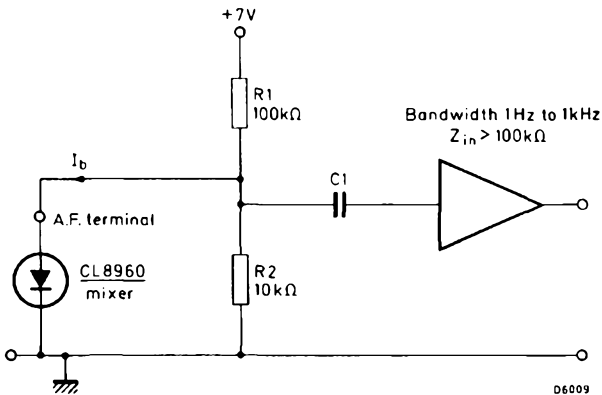 +7V
R1
100kΩ
Bandwidth 1Hz to 1kHz
Zin > 100kΩ
Ib
C1
A.F. terminal
CL8960
mixer
R2
10kΩ
D6009